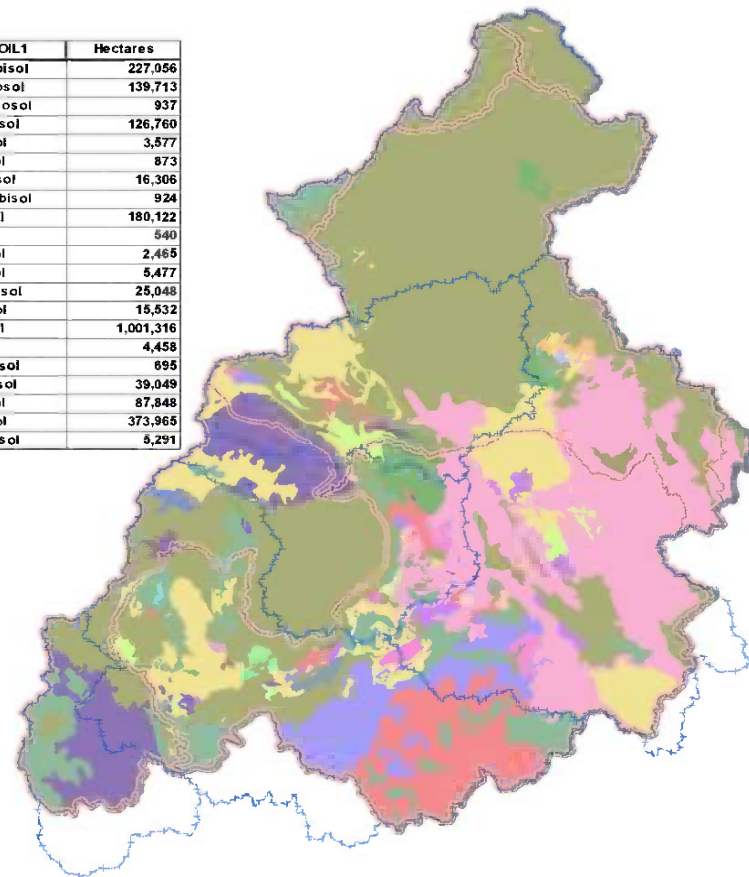 OIL1 Hectares
bisol 227,056
osol 139,713
osol 937
sol 126,760
ol 3,577
ol 873
sol 16,306
bisol 924
l 180,122
540
ol 2,465
ol 5,477
sol 25,048
sol 15,532
l 1,001,316
4,458
sol 695
sol 39,049
ol 87,848
ol 373,965
sol 5,291